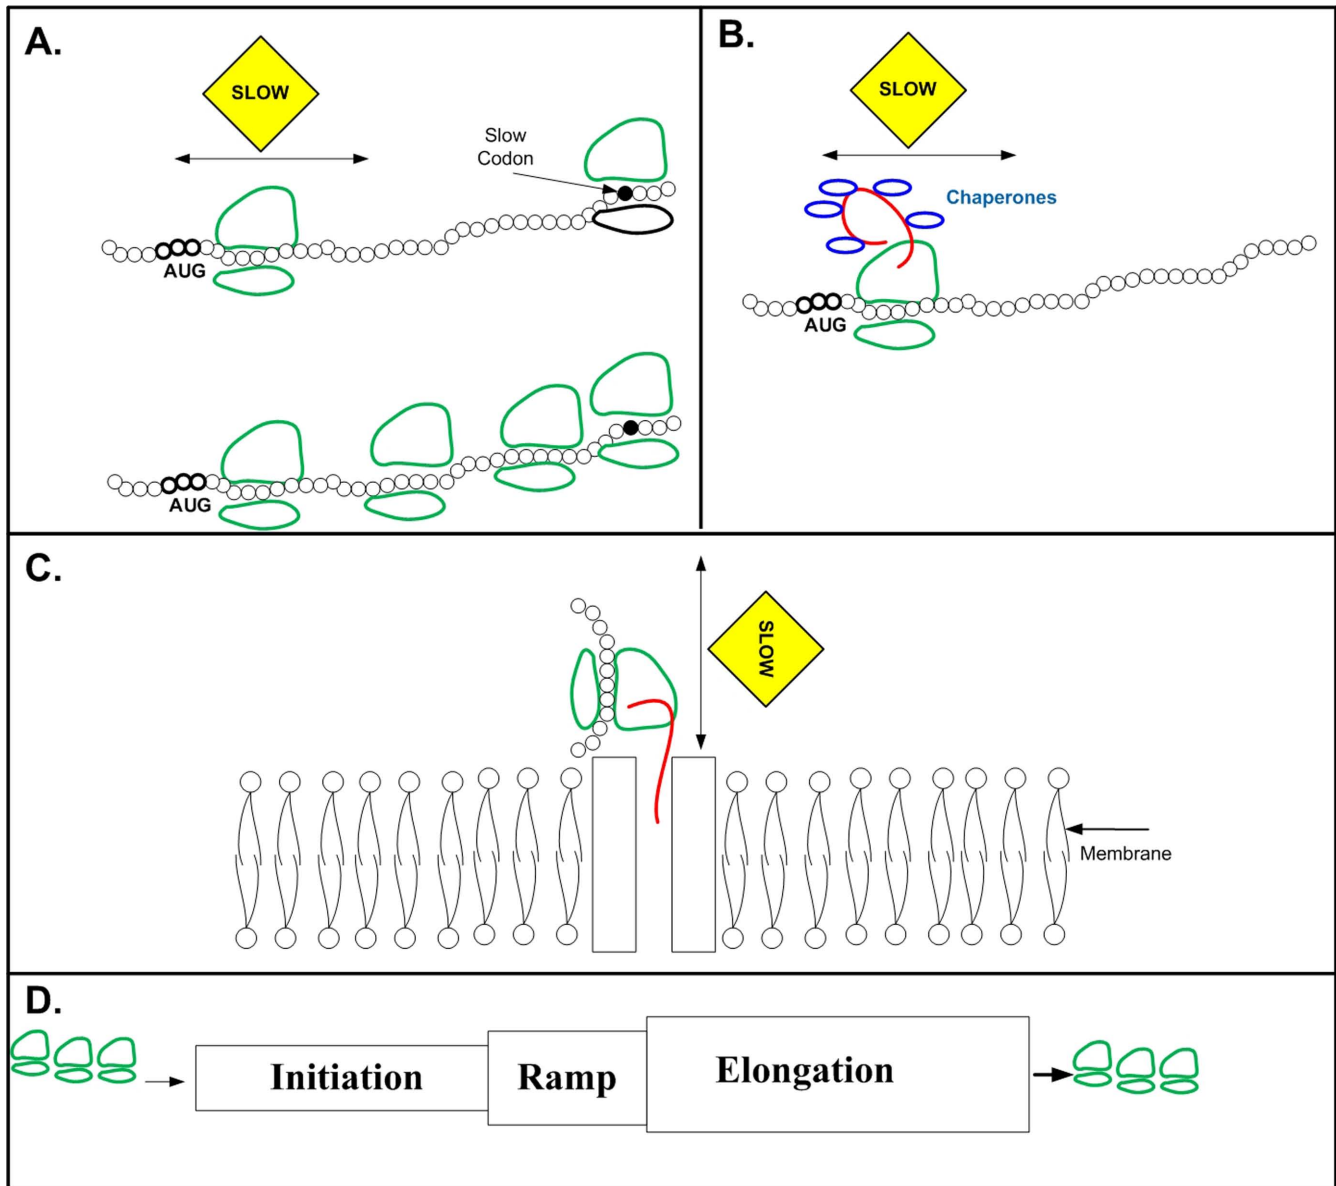 A.
SLOW
Slow
Codon
AUG
AUG
B.
SLOW
Chaperones
AUG
C.
SLOW
Membrane
D.
Initiation
Ramp
Elongation